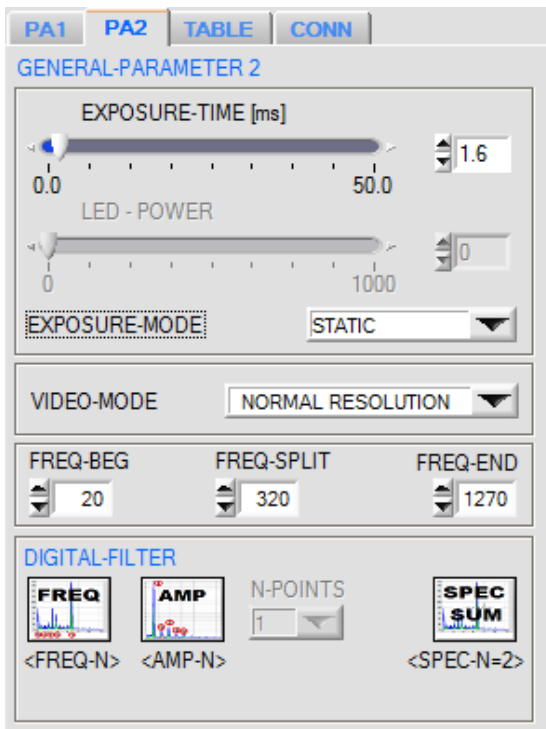 PA1 PA2 TABLE CONN
GENERAL-PARAMETER 2
EXPOSURE-TIME [ms]
1.6
0.0 50.0
LED - POWER
0
0 1000
EXPOSURE-MODE STATIC
VIDEO-MODE NORMAL RESOLUTION
FREQ-BEG FREQ-SPLIT FREQ-END
20 320 1270
DIGITAL-FILTER
FREQ AMP N-POINTS SPEC
1 SUM
<FREQ-N> <AMP-N> <SPEC-N=2>